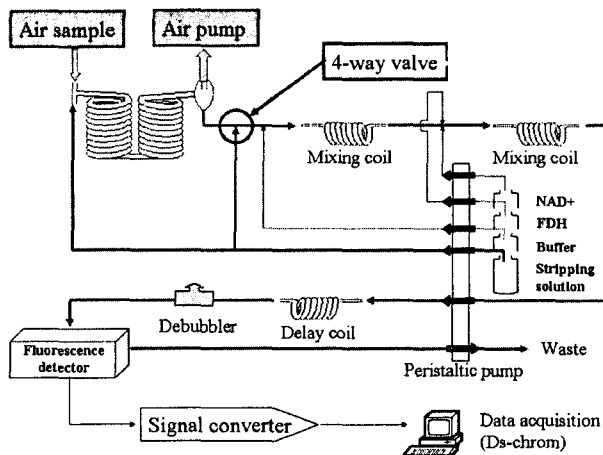 Air sample
Air pump
4-way valve
Mixing coil
Mixing coil
NAD+
FDH
Buffer
Stripping
solution
Debubbler
Delay coil
Fluorescence
detector
Waste
Peristaltic pump
Signal converter
Data acquisition
(Ds-chrom)